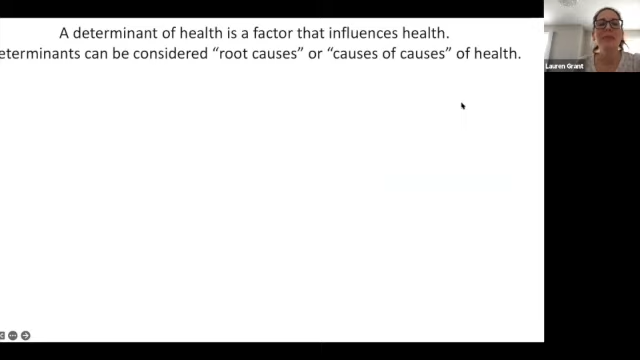 A determinant of health is a factor that influences health.
eterminants can be considered “root causes” or “causes of causes” of health.
Lauren Grant